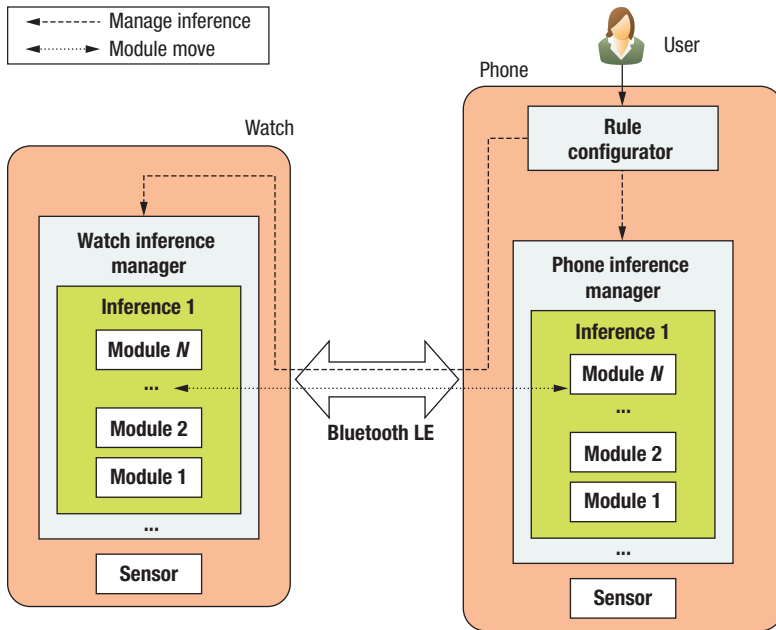 Manage inference
Module move
User
Phone
Rule
configurator
Watch
Watch inference
manager
Inference 1
Module N
...
Module 2
Module 1
...
Sensor
Bluetooth LE
Phone inference
manager
Inference 1
Module N
...
Module 2
Module 1
...
Sensor